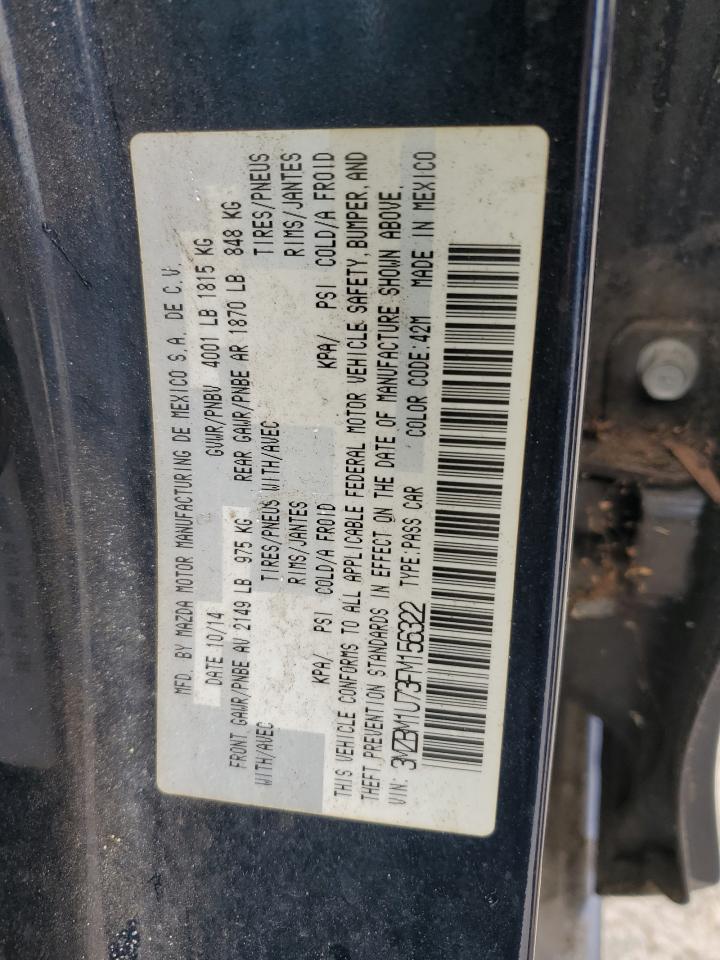 MFD. BY MAZDA MOTOR MANUFACTURING DE MEXICO S.A. DE C.V.
DATE 10/14 GVWR/PNBV 4001 LB 1815 KG
FRONT GAWR/PNBE AV 2149 LB 975 KG REAR GAWR/PNBE AR 1870 LB 848 KG
WITH/AVEC TIRES/PNEUS WITH/AVEC TIRES/PNEUS
RIMS/JANTES RIMS/JANTES
KPA/ PSI COLD/A FROID KPA/ PSI COLD/A FROID
THIS VEHICLE CONFORMS TO ALL APPLICABLE FEDERAL MOTOR VEHICLE SAFETY, BUMPER, AND
THEFT PREVENTION STANDARDS IN EFFECT ON THE DATE OF MANUFACTURE SHOWN ABOVE.
VIN: 3MZBM1U73FM156322 TYPE:PASS CAR COLOR CODE:42M MADE IN MEXICO